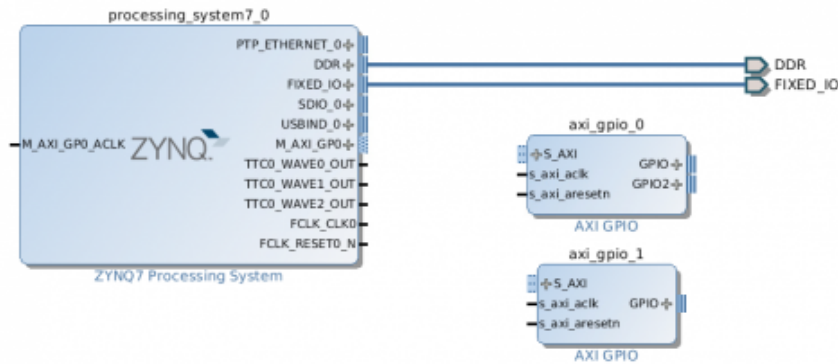 processing_system7_0
PTP_ETHERNET_0
DDR
FIXED_IO
SDIO_0
USBIND_0
M_AXI_GP0_ACLK
ZYNQ
M_AXI_GP0
TTC0_WAVE0_OUT
TTC0_WAVE1_OUT
TTC0_WAVE2_OUT
FCLK_CLK0
FCLK_RESET0_N
ZYNQ7 Processing System
DDR
FIXED_IO
axi_gpio_0
S_AXI
s_axi_aclk
s_axi_aresetn
GPIO
GPIO2
AXI GPIO
axi_gpio_1
S_AXI
s_axi_aclk
s_axi_aresetn
GPIO
AXI GPIO